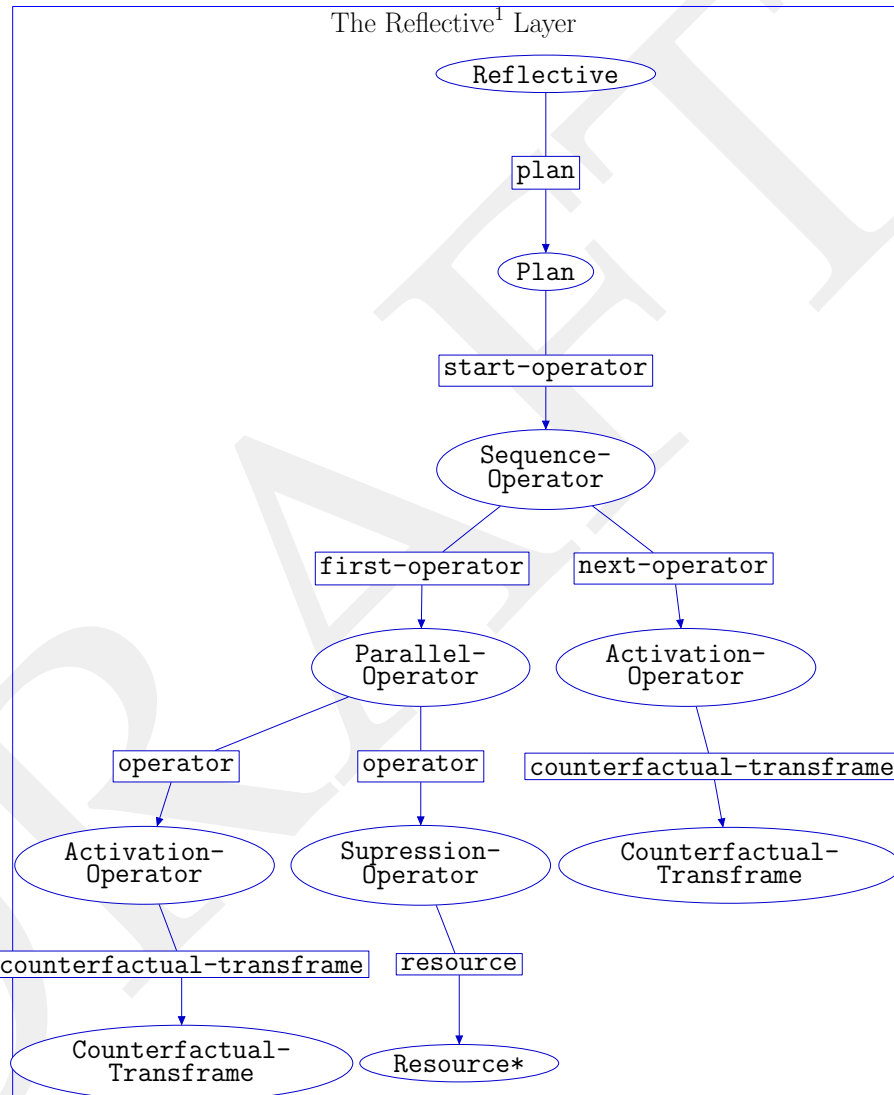 The Reflective¹ Layer
Reflective
plan
Plan
start-operator
Sequence-
Operator
first-operator
next-operator
Parallel-
Operator
Activation-
Operator
operator
operator
counterfactual-transframe
Activation-
Operator
Supression-
Operator
Counterfactual-
Transframe
counterfactual-transframe
resource
Counterfactual-
Transframe
Resource*
DRAFT